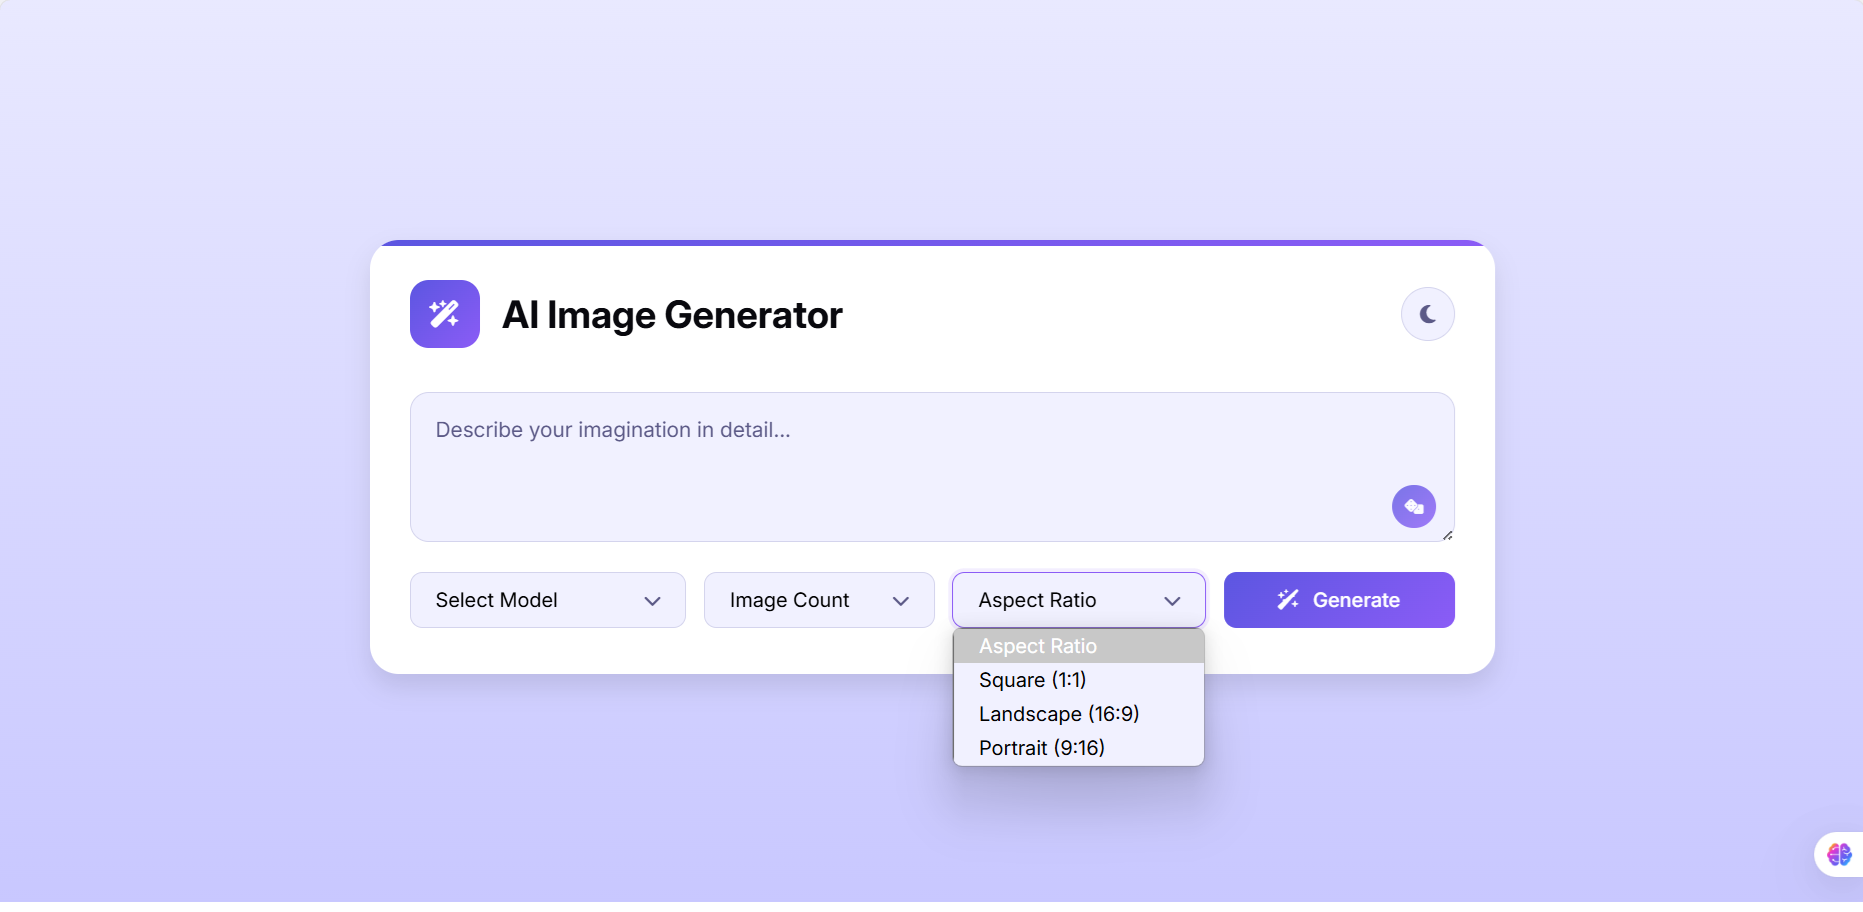 AI Image Generator
Describe your imagination in detail...
Select Model
Image Count
Aspect Ratio
Generate
Aspect Ratio
Square (1:1)
Landscape (16:9)
Portrait (9:16)